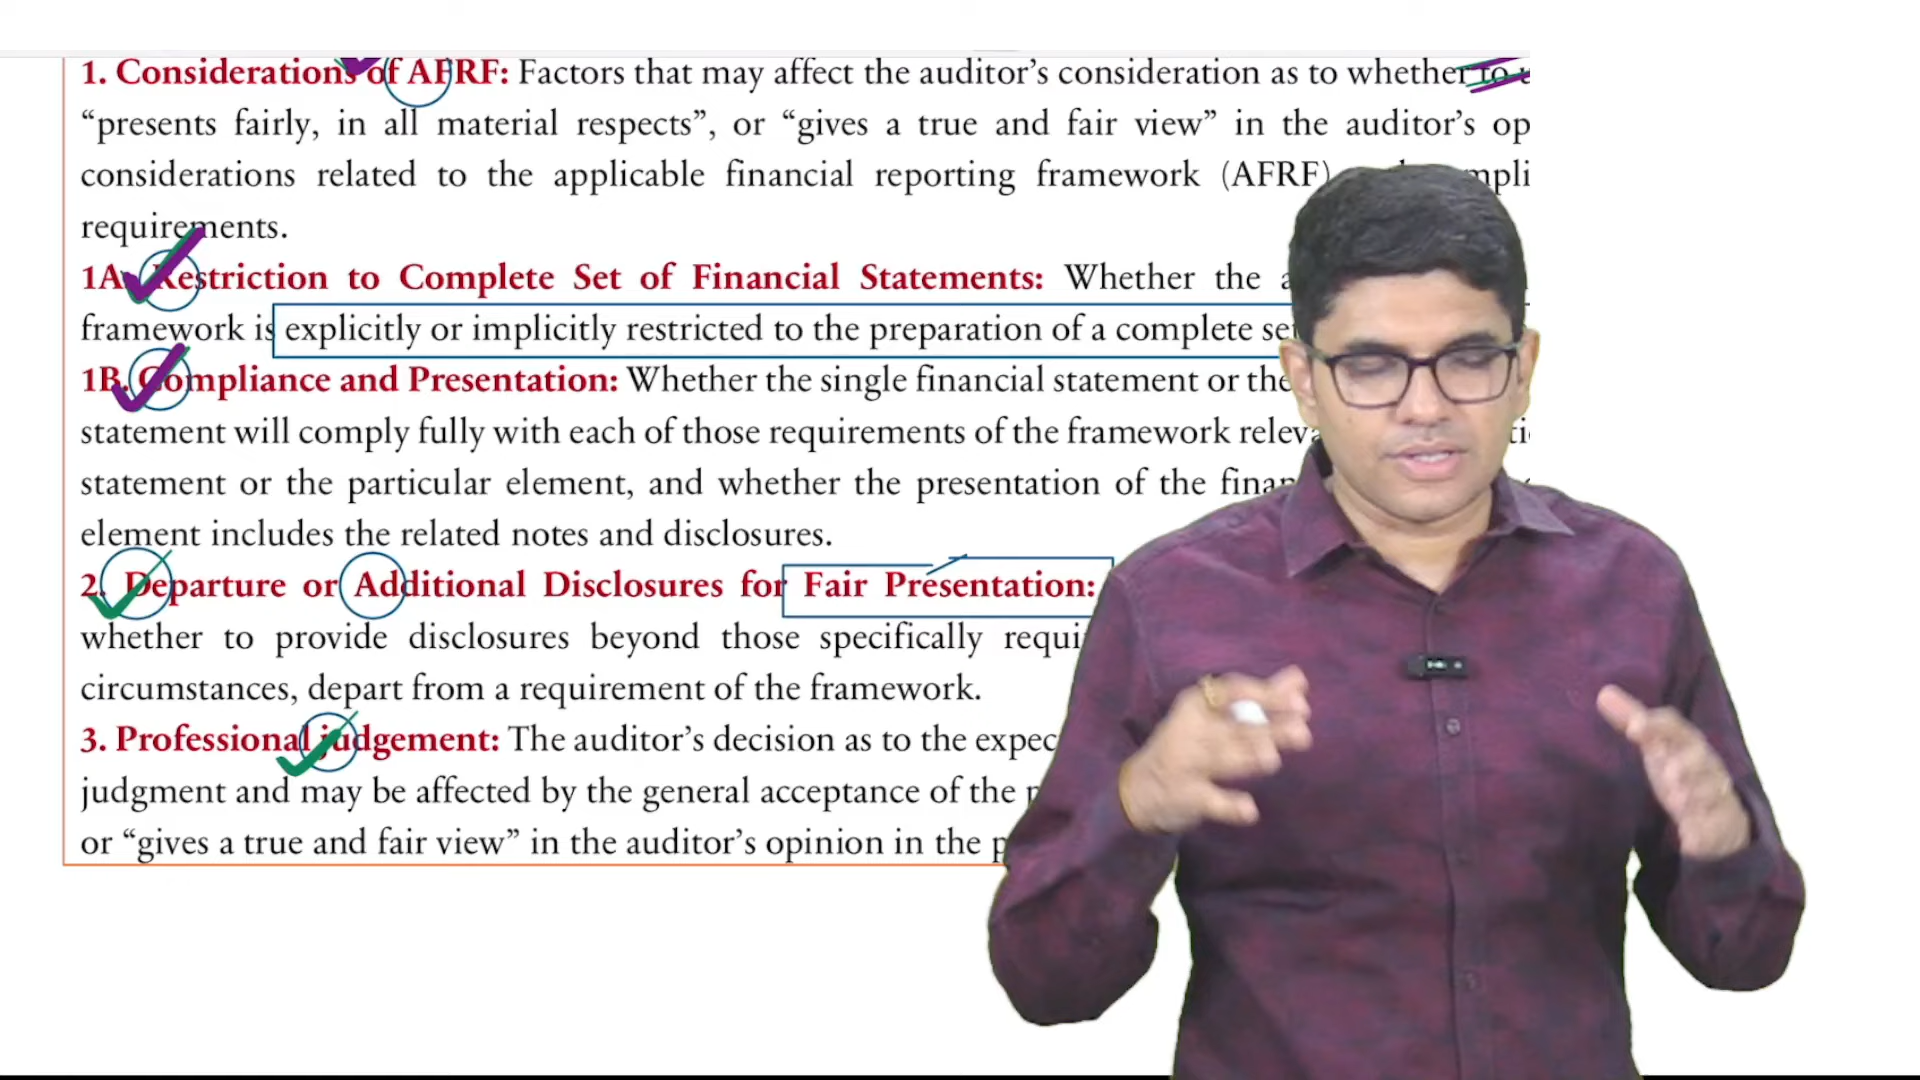 1. Considerations of AFRF: Factors that may affect the auditor’s consideration as to whether to
“presents fairly, in all material respects”, or “gives a true and fair view” in the auditor’s
considerations related to the applicable financial reporting framework (AFRF)
requirements.
1A. Restriction to Complete Set of Financial Statements: Whether the
framework is explicitly or implicitly restricted to the preparation of a complete set
1B. Compliance and Presentation: Whether the single financial statement or the
statement will comply fully with each of those requirements of the framework
statement or the particular element, and whether the presentation of the
element includes the related notes and disclosures.
2. Departure or Additional Disclosures for Fair Presentation:
whether to provide disclosures beyond those specifically
circumstances, depart from a requirement of the framework.
3. Professional judgement: The auditor’s decision as to the
judgment and may be affected by the general acceptance of the
or “gives a true and fair view” in the auditor’s opinion in the